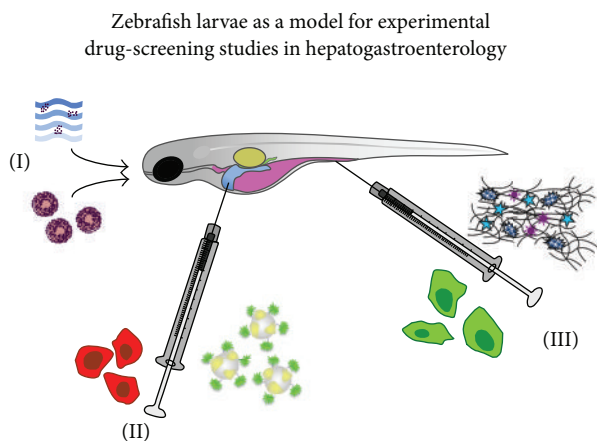 Zebrafish larvae as a model for experimental
drug-screening studies in hepatogastroenterology
(I)
(II)
(III)